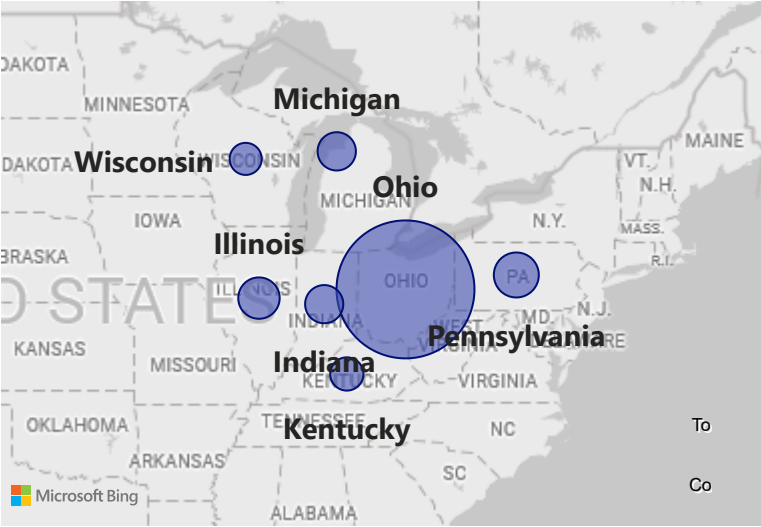 DAKOTA
MINNESOTA
Michigan
MAINE
DAKOTA
Wisconsin
WISCONSIN
VT.
N.H.
Ohio
MICHIGAN
IOWA
N.Y.
MASS.
Illinois
BRASKA
R.I.
OHIO
PA
ILLINOIS
D STATES
INDIANA
N.J.
MD.
WEST
VIRGINIA
Pennsylvania
DELAWARE
KANSAS
MISSOURI
Indiana
KENTUCKY
VIRGINIA
OKLAHOMA
TENNESSEE
Kentucky
NC
To
ARKANSAS
SC
Co
Microsoft Bing
ALABAMA